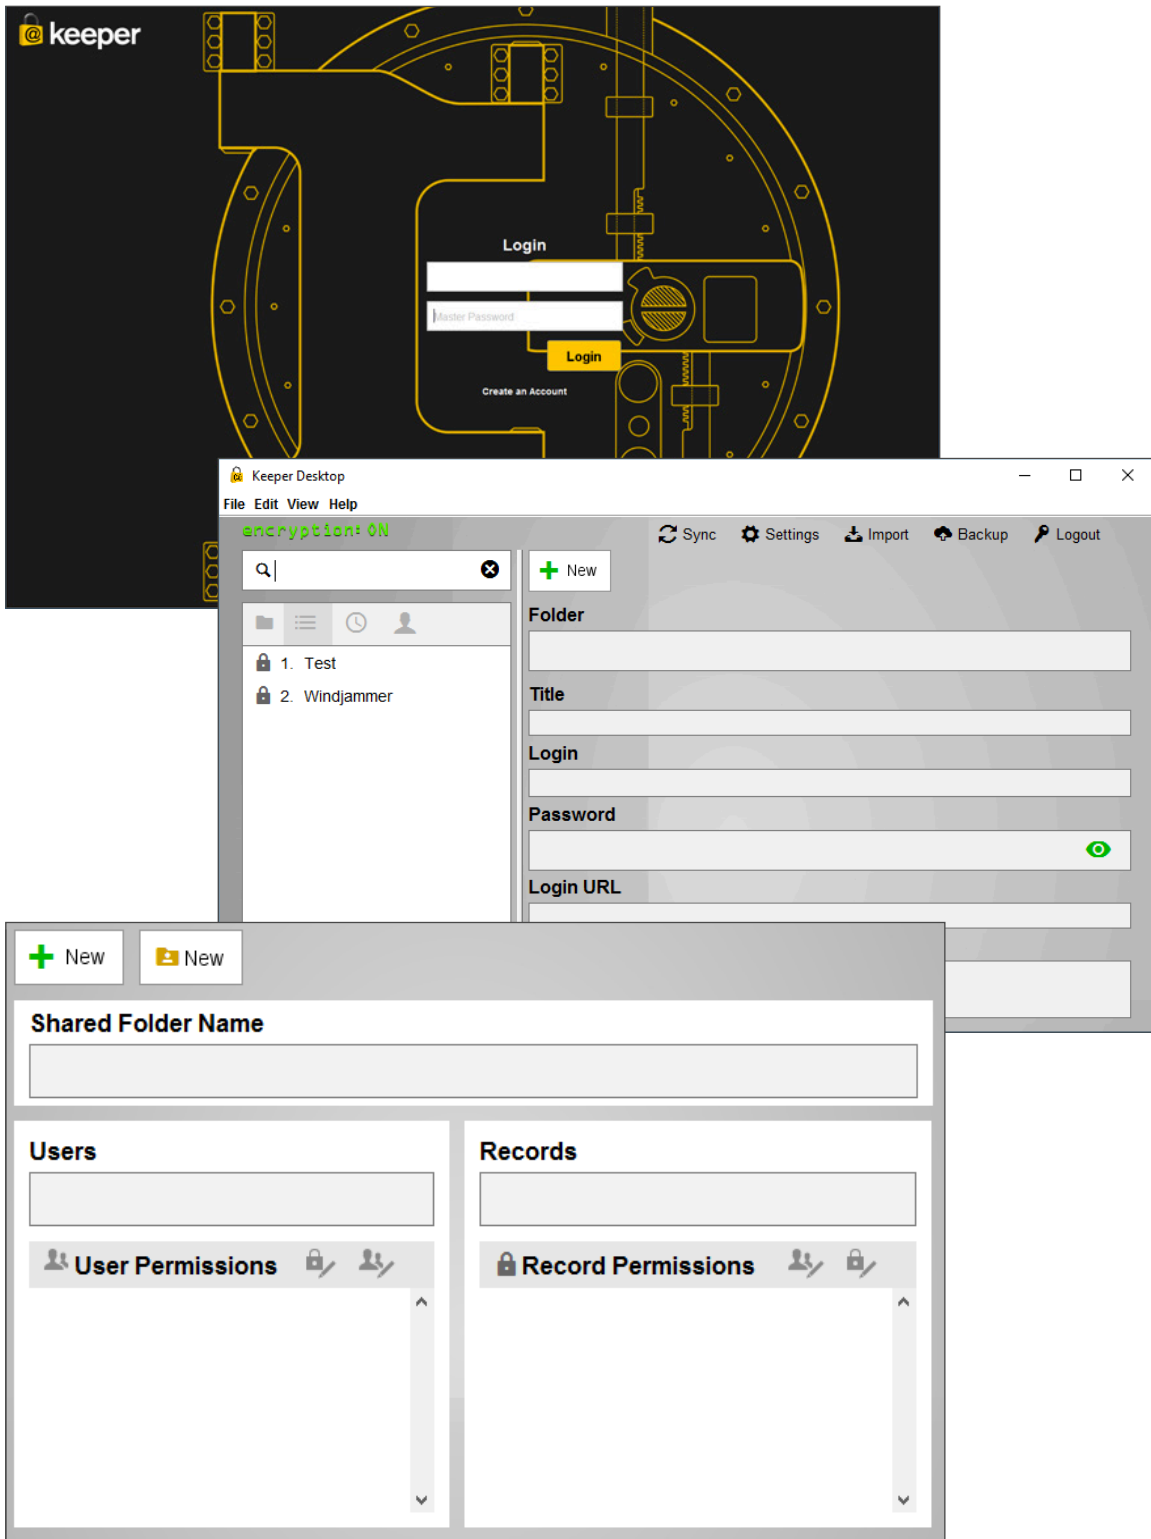 @ keeper
Login
Master Password
Login
Create an Account
Keeper Desktop
File Edit View Help
encryption: ON
Sync Settings Import Backup Logout
New
Folder
1. Test
2. Windjammer
Title
Login
Password
Login URL
New New
Shared Folder Name
Users Records
User Permissions Record Permissions